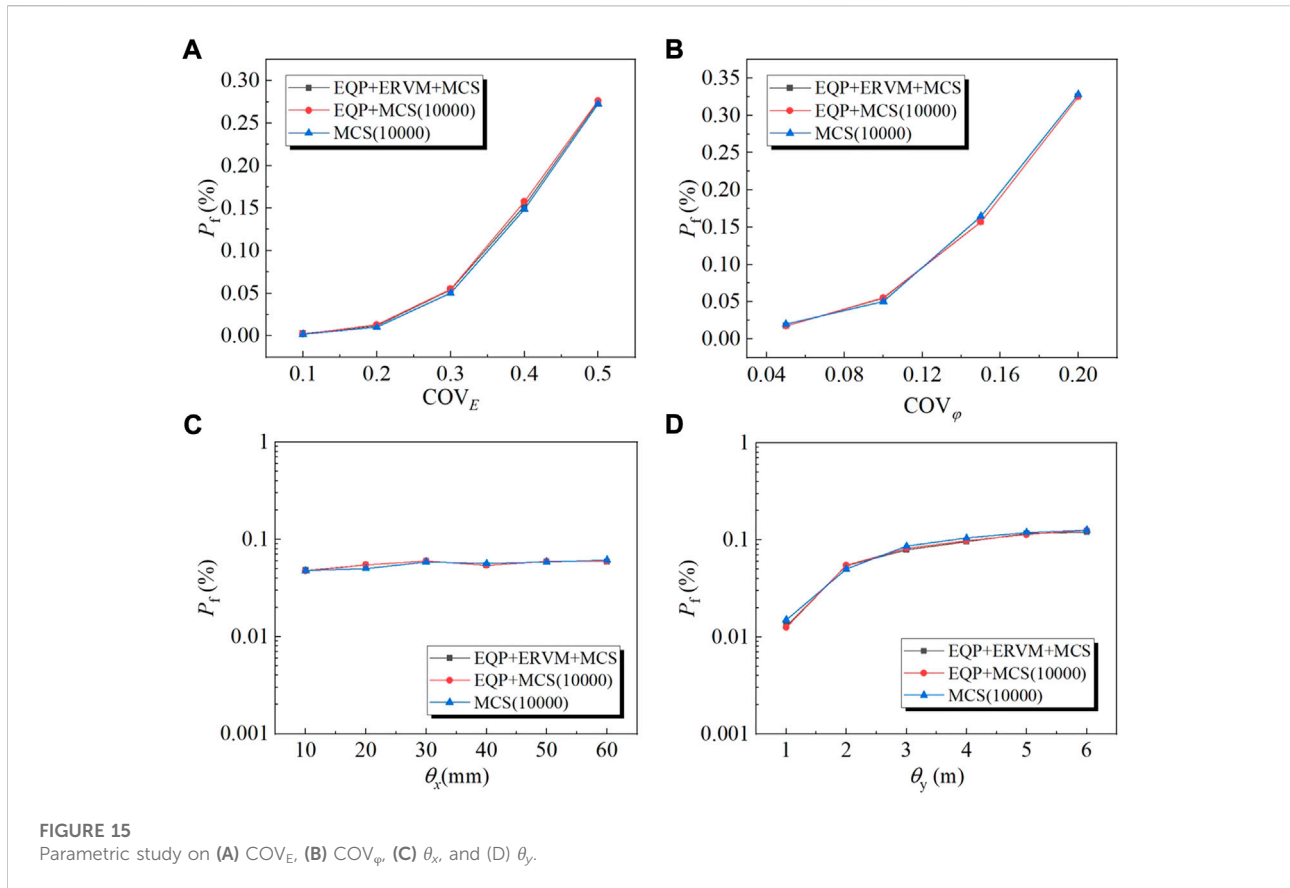 A
EQP+ERVM+MCS
EQP+MCS(10000)
MCS(10000)
0.30
0.25
0.20
0.15
0.10
0.05
0.00
P_f (%)
0.1 0.2 0.3 0.4 0.5
COV_E
B
EQP+ERVM+MCS
EQP+MCS(10000)
MCS(10000)
0.35
0.30
0.25
0.20
0.15
0.10
0.05
0.00
P_f (%)
0.04 0.08 0.12 0.16 0.20
COV_φ
C
1
0.1
0.01
0.001
P_f (%)
EQP+ERVM+MCS
EQP+MCS(10000)
MCS(10000)
10 20 30 40 50 60
θ_x(mm)
D
1
0.1
0.01
0.001
P_f (%)
EQP+ERVM+MCS
EQP+MCS(10000)
MCS(10000)
1 2 3 4 5 6
θ_y (m)
FIGURE 15
Parametric study on (A) COV_E, (B) COV_φ, (C) θ_x, and (D) θ_y.